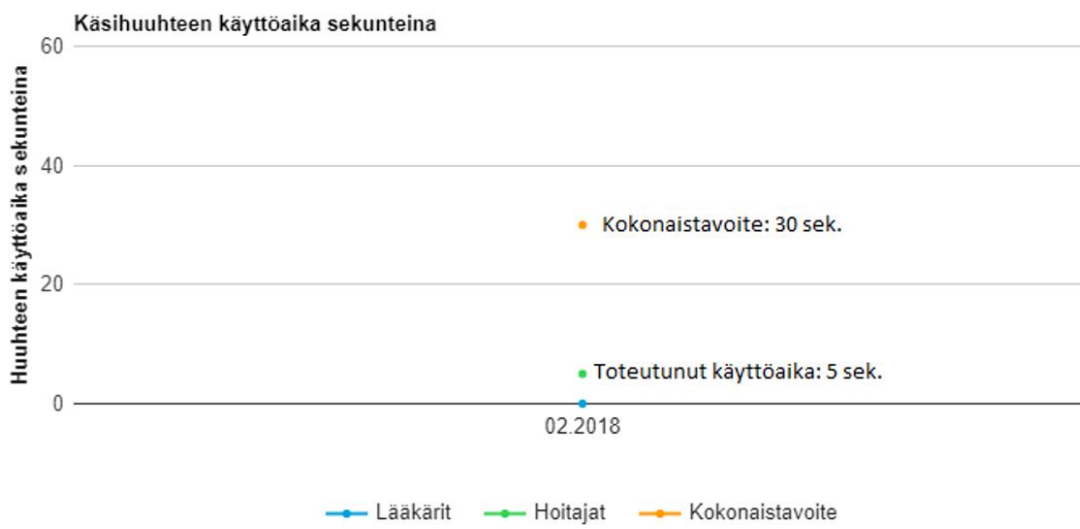 Käsihuuhteen käyttöaika sekunteina
Huuhteen käyttöaika sekunteina
60
40
Kokonaistavoite: 30 sek.
20
Toteutunut käyttöaika: 5 sek.
0
02.2018
Lääkärit Hoitajat Kokonaistavoite